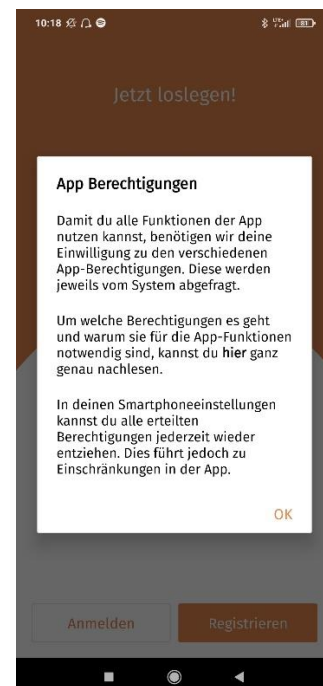 10:18
81
Jetzt loslegen!
App Berechtigungen
Damit du alle Funktionen der App
nutzen kannst, benötigen wir deine
Einwilligung zu den verschiedenen
App-Berechtigungen. Diese werden
jeweils vom System abgefragt.
Um welche Berechtigungen es geht
und warum sie für die App-Funktionen
notwendig sind, kannst du hier ganz
genau nachlesen.
In deinen Smartphoneeinstellungen
kannst du alle erteilten
Berechtigungen jederzeit wieder
entziehen. Dies führt jedoch zu
Einschränkungen in der App.
OK
Anmelden Registrieren